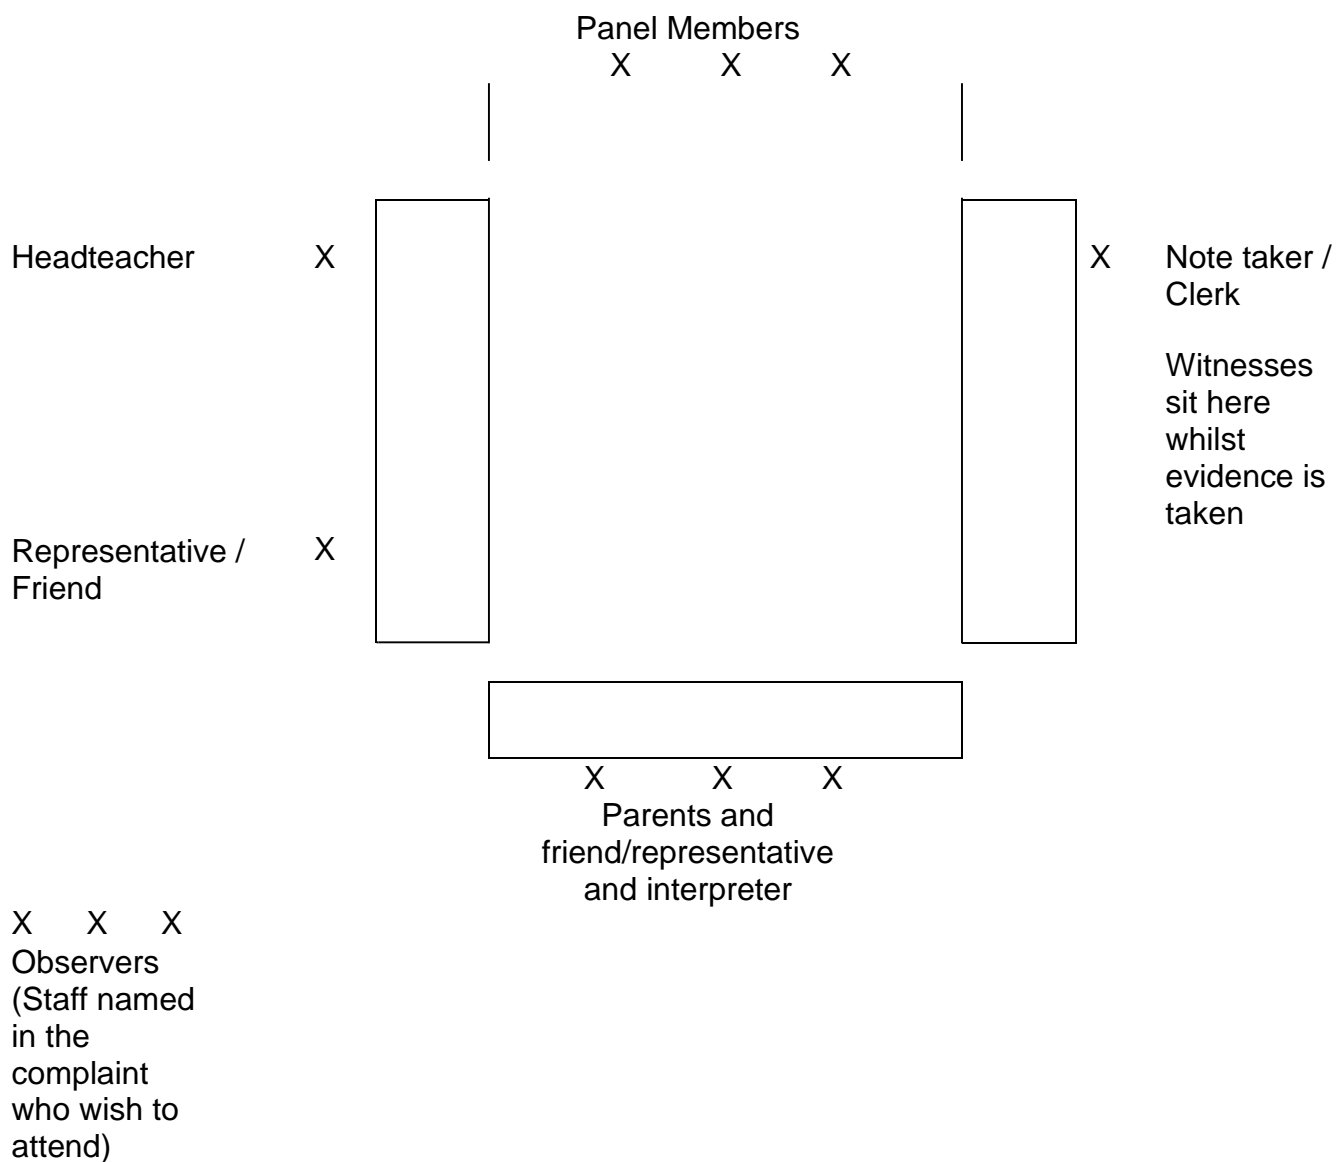 Panel Members
X X X
Headteacher X
X Note taker /
Clerk
Witnesses
sit here
whilst
evidence is
taken
Representative / X
Friend
X X X
Parents and
friend/representative
and interpreter
X X X
Observers
(Staff named
in the
complaint
who wish to
attend)